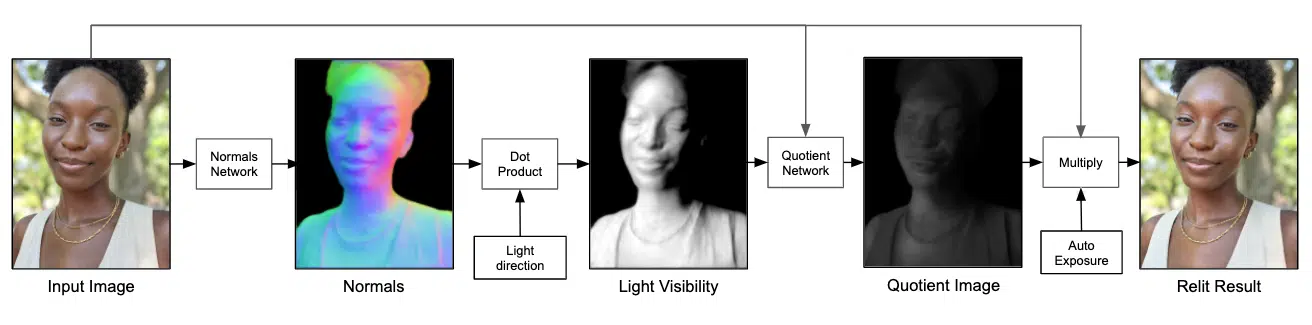 Normals
Network
Dot
Product
Light
direction
Quotient
Network
Multiply
Auto
Exposure
Input Image
Normals
Light Visibility
Quotient Image
Relit Result